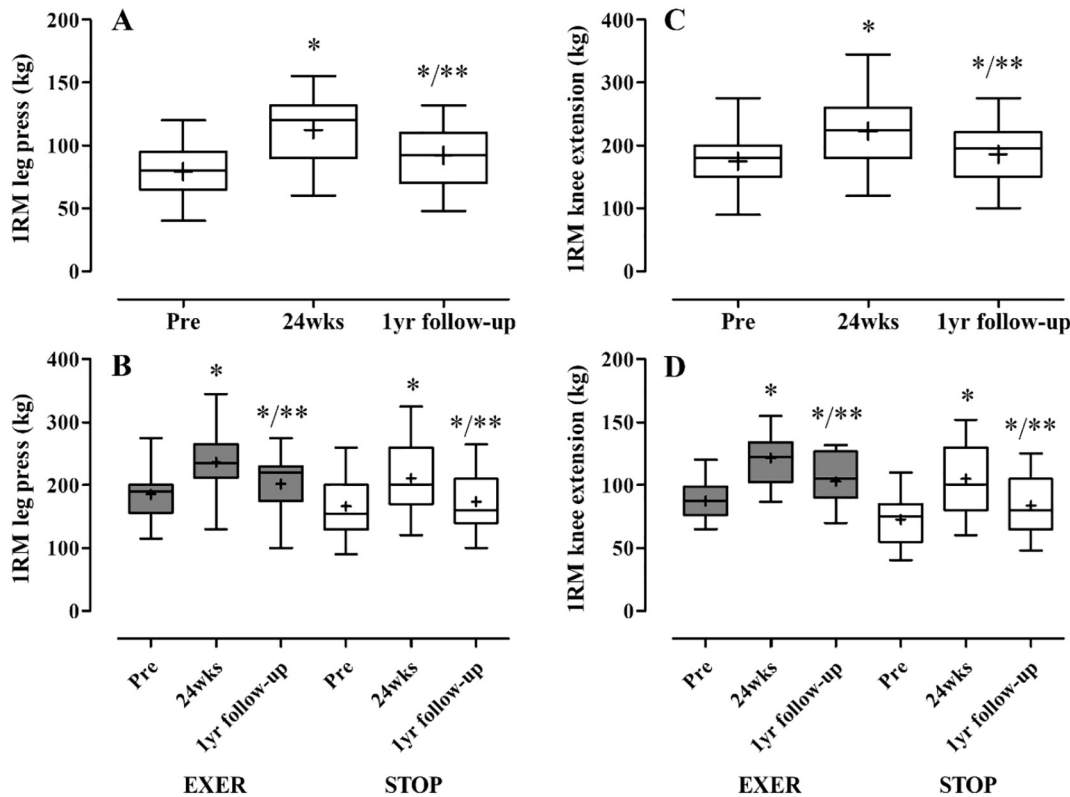 A
1RM leg press (kg)
200
150
100
50
0
*
*/**
Pre
24wks
1yr follow-up
C
1RM knee extension (kg)
400
300
200
100
0
*
*/**
Pre
24wks
1yr follow-up
B
1RM leg press (kg)
400
300
200
100
0
*
*/**
*
*/**
Pre
24wks
1yr follow-up
Pre
24wks
1yr follow-up
EXER
STOP
D
1RM knee extension (kg)
200
150
100
50
0
*
*/**
*
*/**
Pre
24wks
1yr follow-up
Pre
24wks
1yr follow-up
EXER
STOP